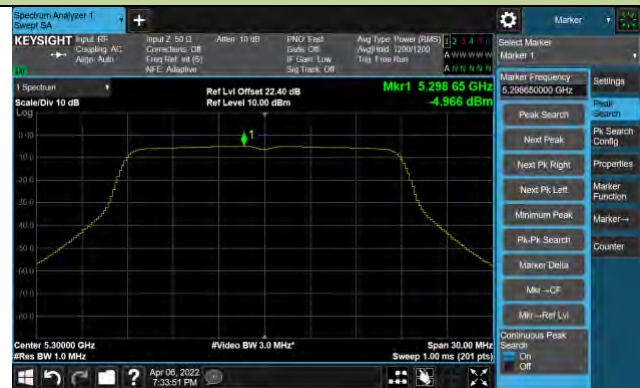 Spectrum Analyzer 1
Swept SA
Marker
KEYSIGHT
Input: RF
Coupling: AC
Align: Auto
Input Z: 50 Ω
Corrections: Off
Freq Ref: Int (S)
NFE: Adaptive
Atten: 10 dB
PNO: Fast
Gate: Off
IF Gain: Low
Sig Track: Off
Avg Type: Power (RMS)
Avg|Hold: 1200/1200
Trig: Free Run
1 2 3 4 5 6
A W W W W W
A N N N N N
Select Marker
Marker 1
1 Spectrum
Scale/Div 10 dB
Log
Ref Lvl Offset 22.40 dB
Ref Level 10.00 dBm
Mkr1 5.298 65 GHz
-4.966 dBm
1
0.00
-10.0
-20.0
-30.0
-40.0
-50.0
-60.0
-70.0
-80.0
Center 5.30000 GHz
#Res BW 1.0 MHz
#Video BW 3.0 MHz*
Span 30.00 MHz
Sweep 1.00 ms (201 pts)
Marker Frequency
5.298650000 GHz
Peak Search
Next Peak
Next Pk Right
Next Pk Left
Minimum Peak
Pk-Pk Search
Marker Delta
Mkr→CF
Mkr→Ref Lvl
Continuous Peak
Search
On
Off
Settings
Peak
Search
Pk Search
Config
Properties
Marker
Function
Marker→
Counter
Apr 06, 2022
7:33:51 PM